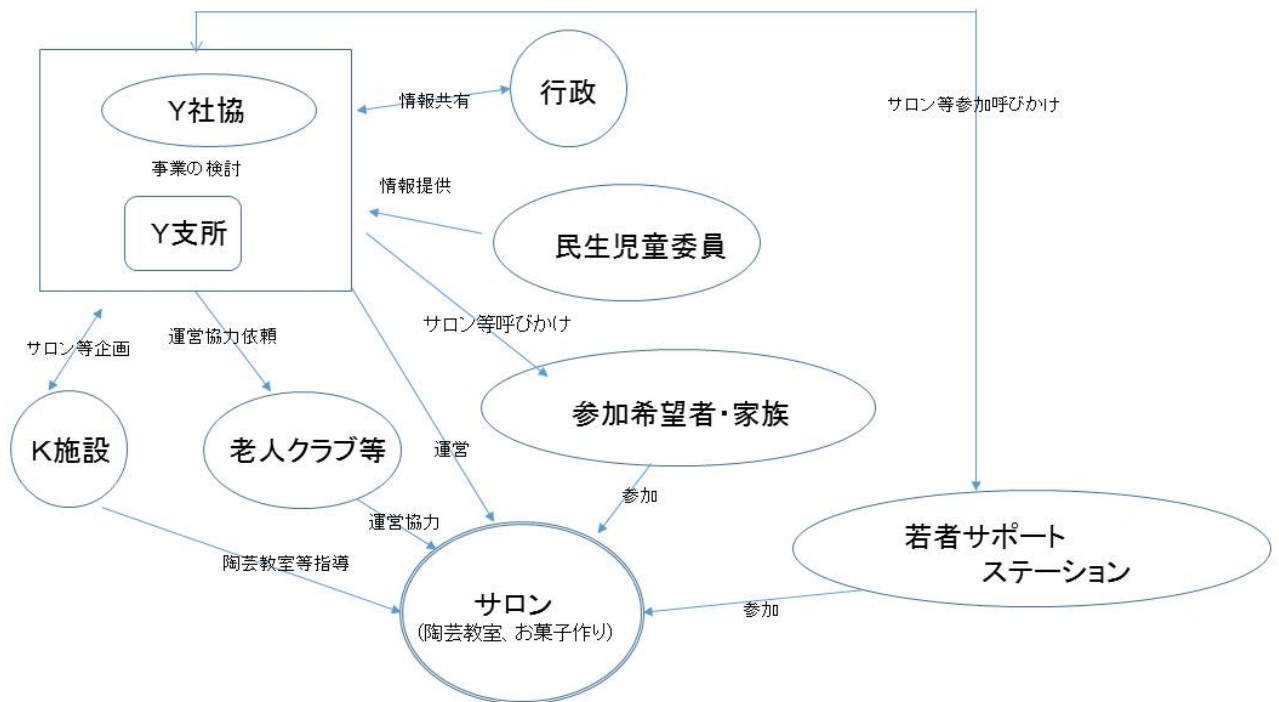 Y社協
事業の検討
Y支所
情報共有
行政
サロン等参加呼びかけ
情報提供
民生児童委員
サロン等呼びかけ
サロン等企画
運営協力依頼
参加希望者・家族
K施設
老人クラブ等
運営
参加
運営協力
陶芸教室等指導
若者サポート
ステーション
サロン
(陶芸教室、お菓子作り)
参加